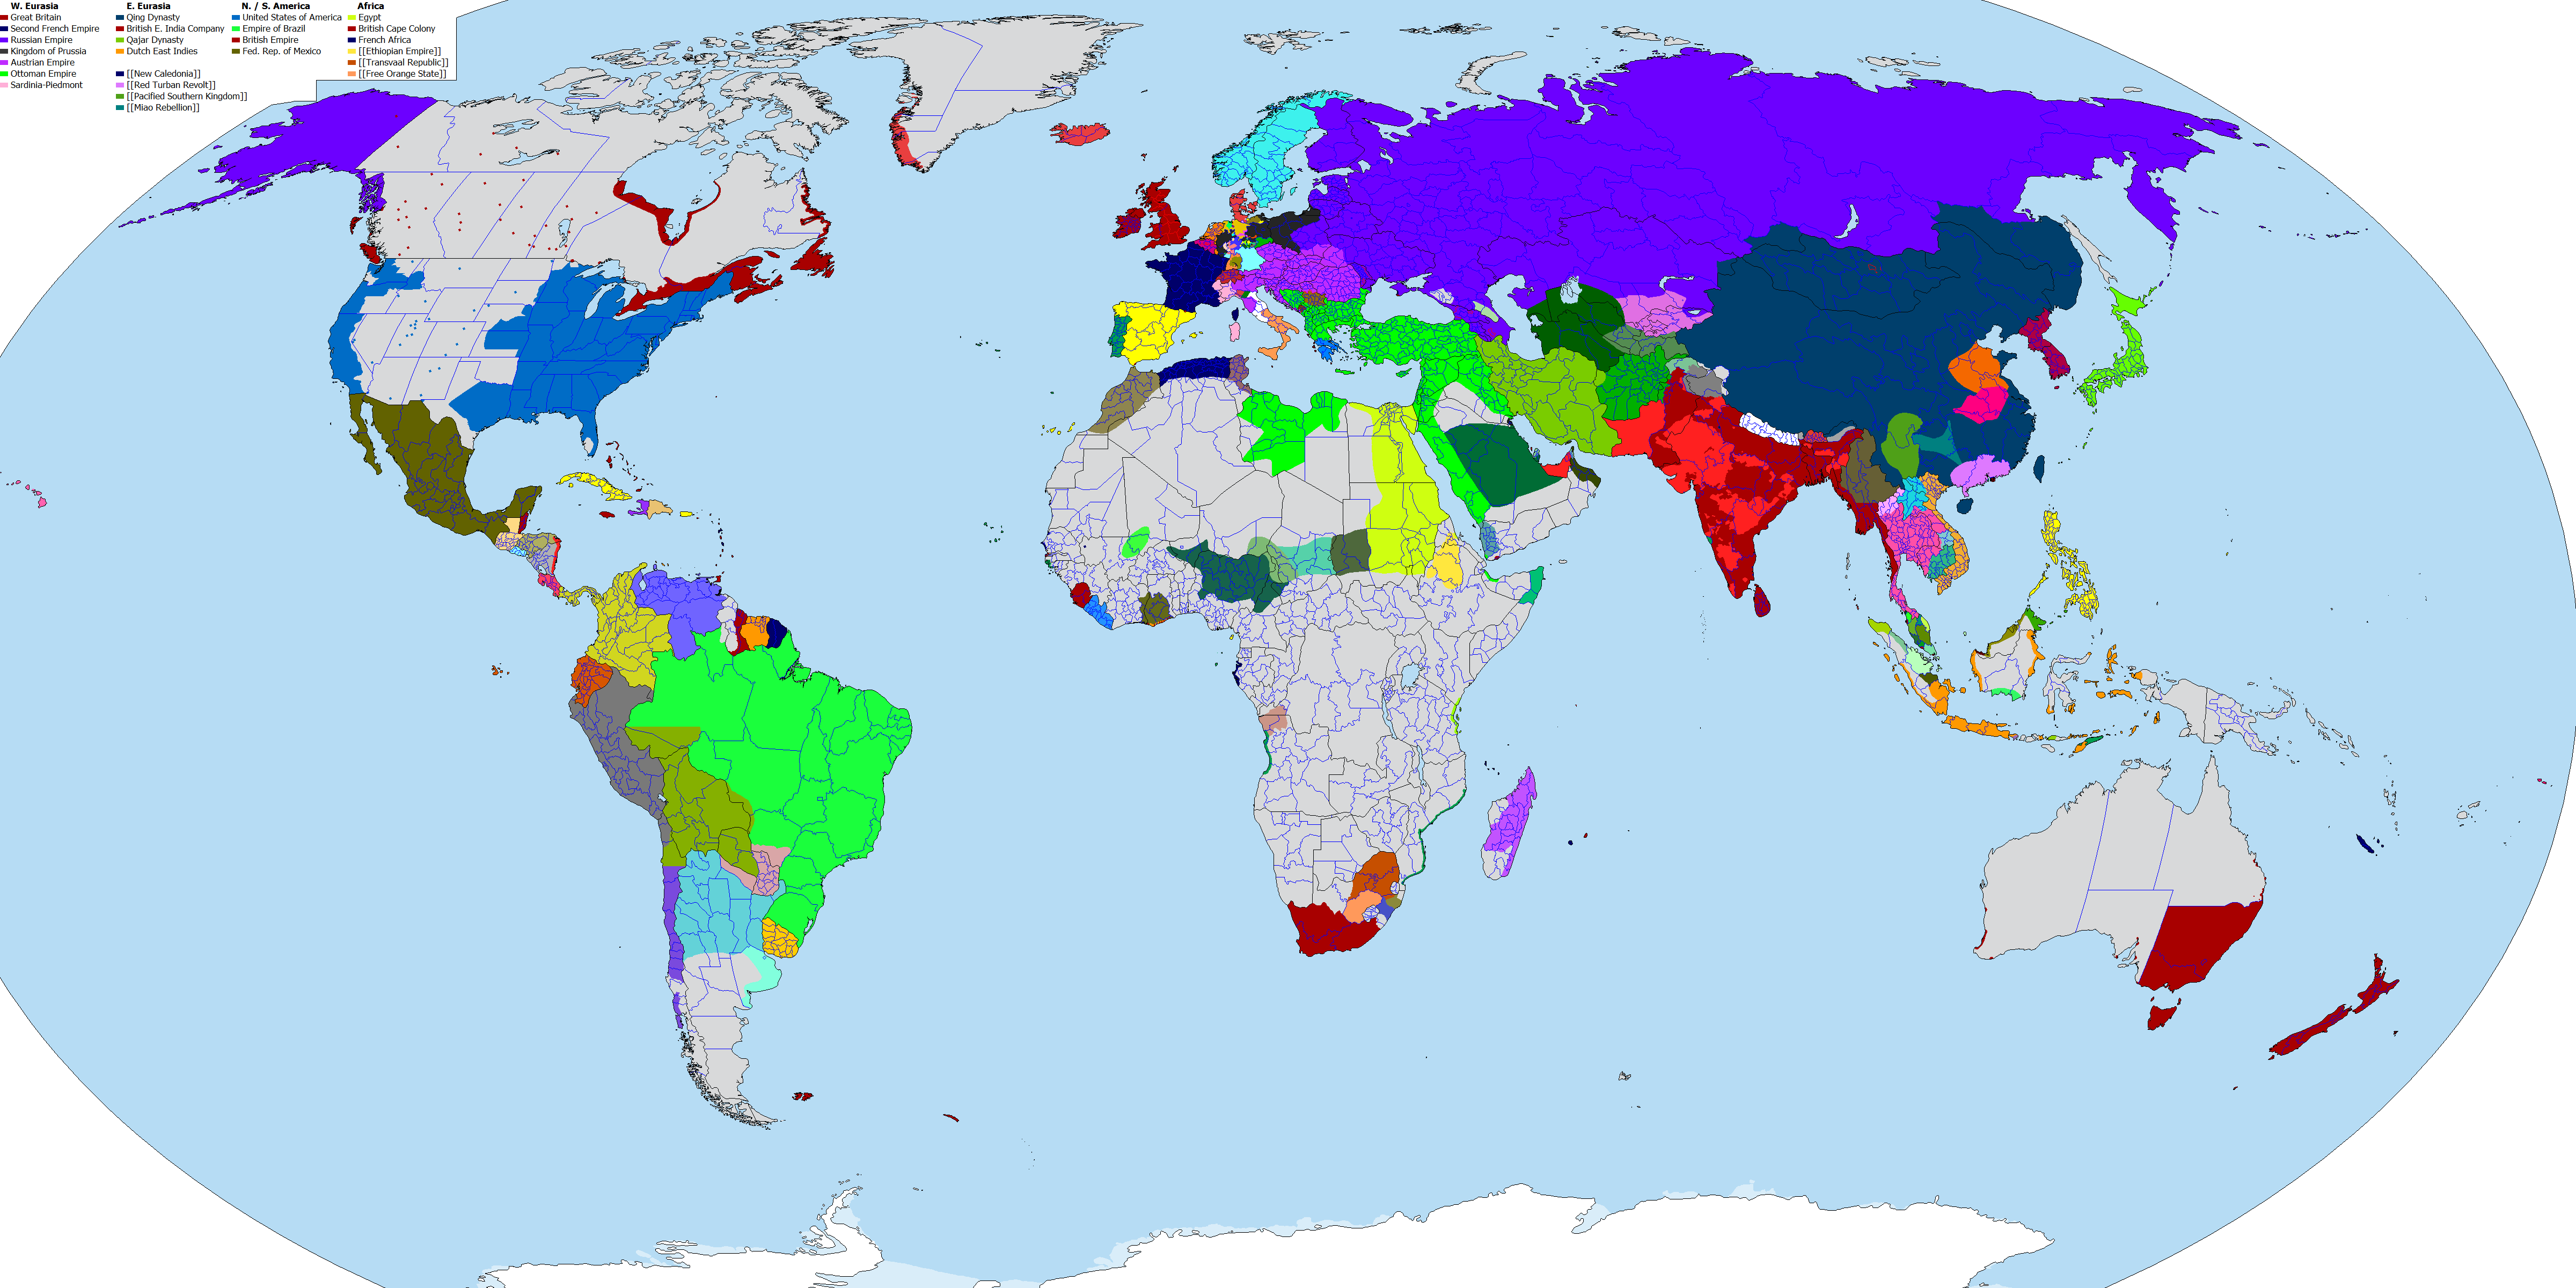 W. Eurasia
Great Britain
Second French Empire
Russian Empire
Kingdom of Prussia
Austrian Empire
Ottoman Empire
Sardinia-Piedmont
E. Eurasia
Qing Dynasty
British E. India Company
Qajar Dynasty
Dutch East Indies
[[New Caledonia]]
[[Red Turban Revolt]]
[[Pacified Southern Kingdom]]
[[Miao Rebellion]]
N. / S. America
United States of America
Empire of Brazil
British Empire
Fed. Rep. of Mexico
Africa
Egypt
British Cape Colony
French Africa
[[Ethiopian Empire]]
[[Transvaal Republic]]
[[Free Orange State]]